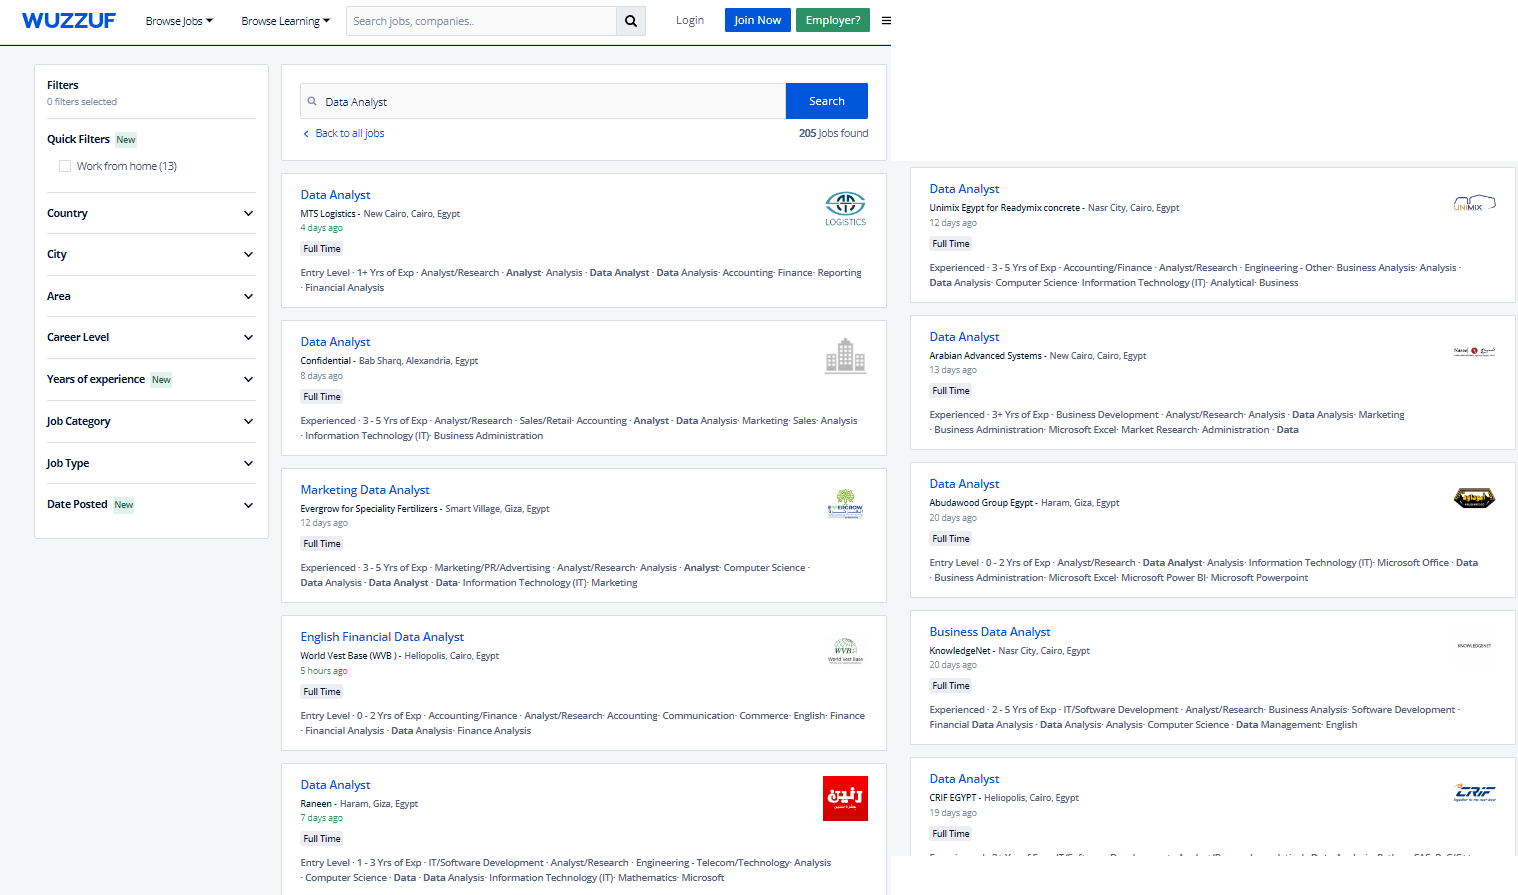 WUZZUF
Browse Jobs
Browse Learning
Search jobs, companies..
Login
Join Now
Employer?
Filters
0 filters selected
Quick Filters New
Work from home (13)
Country
City
Area
Career Level
Years of experience New
Job Category
Job Type
Date Posted New
Data Analyst
Search
Back to all jobs
205 Jobs found
Data Analyst
MTS Logistics - New Cairo, Cairo, Egypt
4 days ago
Full Time
Entry Level · 1+ Yrs of Exp · Analyst/Research · Analyst· Analysis · Data Analyst · Data Analysis· Accounting· Finance· Reporting
· Financial Analysis
LOGISTICS
Data Analyst
Confidential - Bab Sharq, Alexandria, Egypt
8 days ago
Full Time
Experienced · 3 - 5 Yrs of Exp · Analyst/Research · Sales/Retail· Accounting · Analyst · Data Analysis· Marketing· Sales· Analysis
· Information Technology (IT)· Business Administration
Marketing Data Analyst
Evergrow for Speciality Fertilizers - Smart Village, Giza, Egypt
12 days ago
Full Time
Experienced · 3 - 5 Yrs of Exp · Marketing/PR/Advertising · Analyst/Research· Analysis · Analyst· Computer Science ·
Data Analysis · Data Analyst · Data· Information Technology (IT)· Marketing
EVERGROW
English Financial Data Analyst
World Vest Base (WVB ) - Heliopolis, Cairo, Egypt
5 hours ago
Full Time
Entry Level · 0 - 2 Yrs of Exp · Accounting/Finance · Analyst/Research· Accounting· Communication· Commerce· English· Finance
· Financial Analysis · Data Analysis· Finance Analysis
WVB
World Vest Base
Data Analyst
Raneen - Haram, Giza, Egypt
7 days ago
Full Time
Entry Level · 1 - 3 Yrs of Exp · IT/Software Development · Analyst/Research · Engineering - Telecom/Technology· Analysis
· Computer Science · Data · Data Analysis· Information Technology (IT)· Mathematics· Microsoft
رنين
Data Analyst
Unimix Egypt for Readymix concrete - Nasr City, Cairo, Egypt
12 days ago
Full Time
Experienced · 3 - 5 Yrs of Exp · Accounting/Finance · Analyst/Research · Engineering - Other· Business Analysis· Analysis ·
Data Analysis· Computer Science· Information Technology (IT)· Analytical· Business
UNIMIX
Data Analyst
Arabian Advanced Systems - New Cairo, Cairo, Egypt
13 days ago
Full Time
Experienced · 3+ Yrs of Exp · Business Development · Analyst/Research· Analysis · Data Analysis· Marketing
· Business Administration· Microsoft Excel· Market Research· Administration · Data
Naseej
Data Analyst
Abudawood Group Egypt - Haram, Giza, Egypt
20 days ago
Full Time
Entry Level · 0 - 2 Yrs of Exp · Analyst/Research · Data Analyst· Analysis· Information Technology (IT)· Microsoft Office · Data
· Business Administration· Microsoft Excel· Microsoft Power BI· Microsoft Powerpoint
Business Data Analyst
KnowledgeNet - Nasr City, Cairo, Egypt
20 days ago
Full Time
Experienced · 2 - 5 Yrs of Exp · IT/Software Development · Analyst/Research· Business Analysis· Software Development ·
Financial Data Analysis · Data Analysis· Analysis· Computer Science · Data Management· English
KNOWLEDGENET
Data Analyst
CRIF EGYPT - Heliopolis, Cairo, Egypt
19 days ago
Full Time
CRIF
Together to the next level